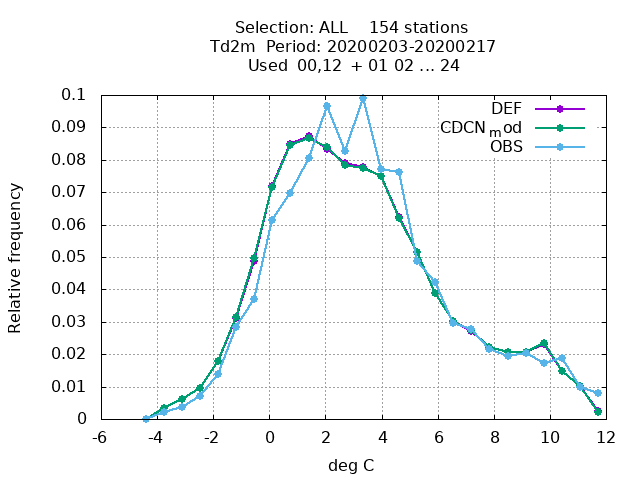 Selection: ALL    154 stations
Td2m  Period: 20200203-20200217
Used  00,12  + 01 02 ... 24
0.1
0.09
0.08
0.07
0.06
0.05
0.04
0.03
0.02
0.01
0
Relative frequency
DEF
CDCN_mod
OBS
-6 -4 -2 0 2 4 6 8 10 12
deg C